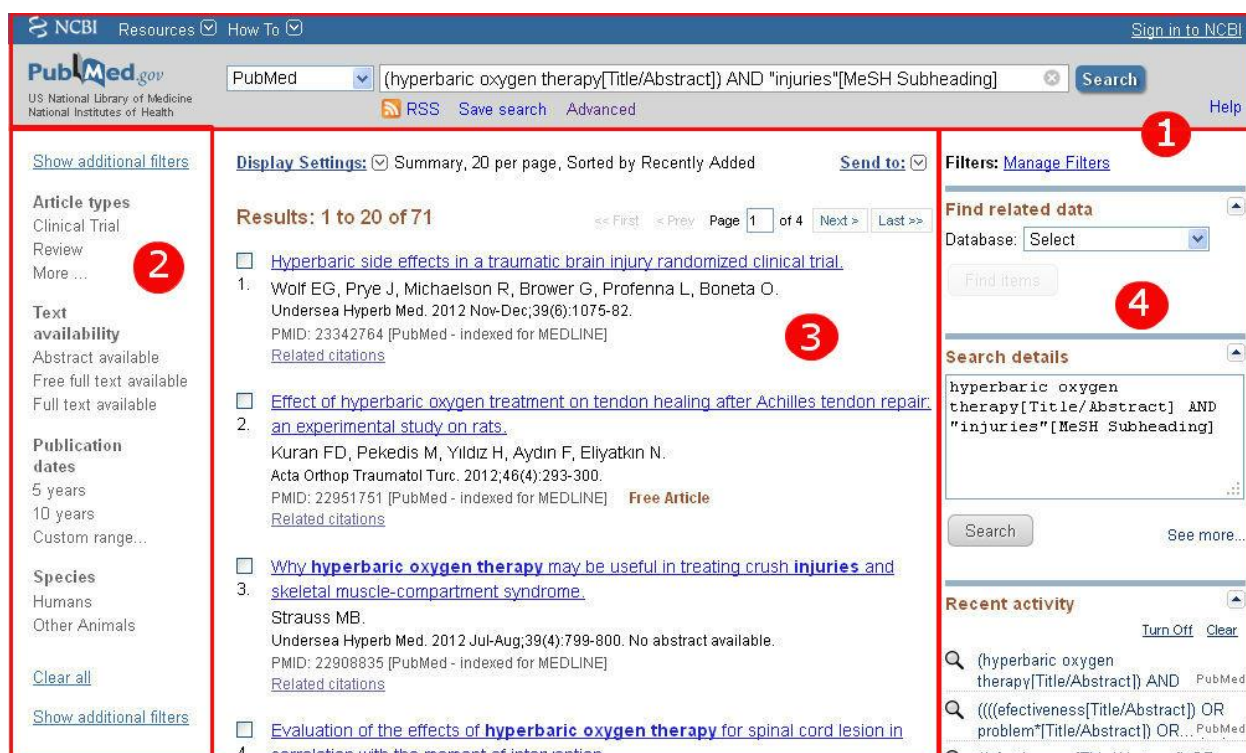 NCBI Resources How To Sign in to NCBI
PubMed.gov
US National Library of Medicine
National Institutes of Health
PubMed (hyperbaric oxygen therapy[Title/Abstract]) AND "injuries"[MeSH Subheading] Search
RSS Save search Advanced
Help
1
Show additional filters
Article types
Clinical Trial
Review
More ...
2
Text
availability
Abstract available
Free full text available
Full text available
Publication
dates
5 years
10 years
Custom range...
Species
Humans
Other Animals
Clear all
Show additional filters
Display Settings: Summary, 20 per page, Sorted by Recently Added Send to:
Results: 1 to 20 of 71 << First < Prev Page 1 of 4 Next > Last >>
Hyperbaric side effects in a traumatic brain injury randomized clinical trial.
1. Wolf EG, Prye J, Michaelson R, Brower G, Profenna L, Boneta O.
Undersea Hyperb Med. 2012 Nov-Dec;39(6):1075-82.
PMID: 23342764 [PubMed - indexed for MEDLINE]
Related citations
3
Effect of hyperbaric oxygen treatment on tendon healing after Achilles tendon repair:
2. an experimental study on rats.
Kuran FD, Pekedis M, Yıldız H, Aydın F, Eliyatkın N.
Acta Orthop Traumatol Turc. 2012;46(4):293-300.
PMID: 22951751 [PubMed - indexed for MEDLINE] Free Article
Related citations
Why hyperbaric oxygen therapy may be useful in treating crush injuries and
3. skeletal muscle-compartment syndrome.
Strauss MB.
Undersea Hyperb Med. 2012 Jul-Aug;39(4):799-800. No abstract available.
PMID: 22908835 [PubMed - indexed for MEDLINE]
Related citations
Evaluation of the effects of hyperbaric oxygen therapy for spinal cord lesion in
4. correlation with the moment of intervention.
Filters: Manage Filters
Find related data
Database: Select
Find items
4
Search details
hyperbaric oxygen
therapy[Title/Abstract] AND
"injuries"[MeSH Subheading]
Search
See more...
Recent activity
Turn Off Clear
(hyperbaric oxygen
therapy[Title/Abstract]) AND PubMed
((((efectiveness[Title/Abstract]) OR
problem*[Title/Abstract]) OR... PubMed